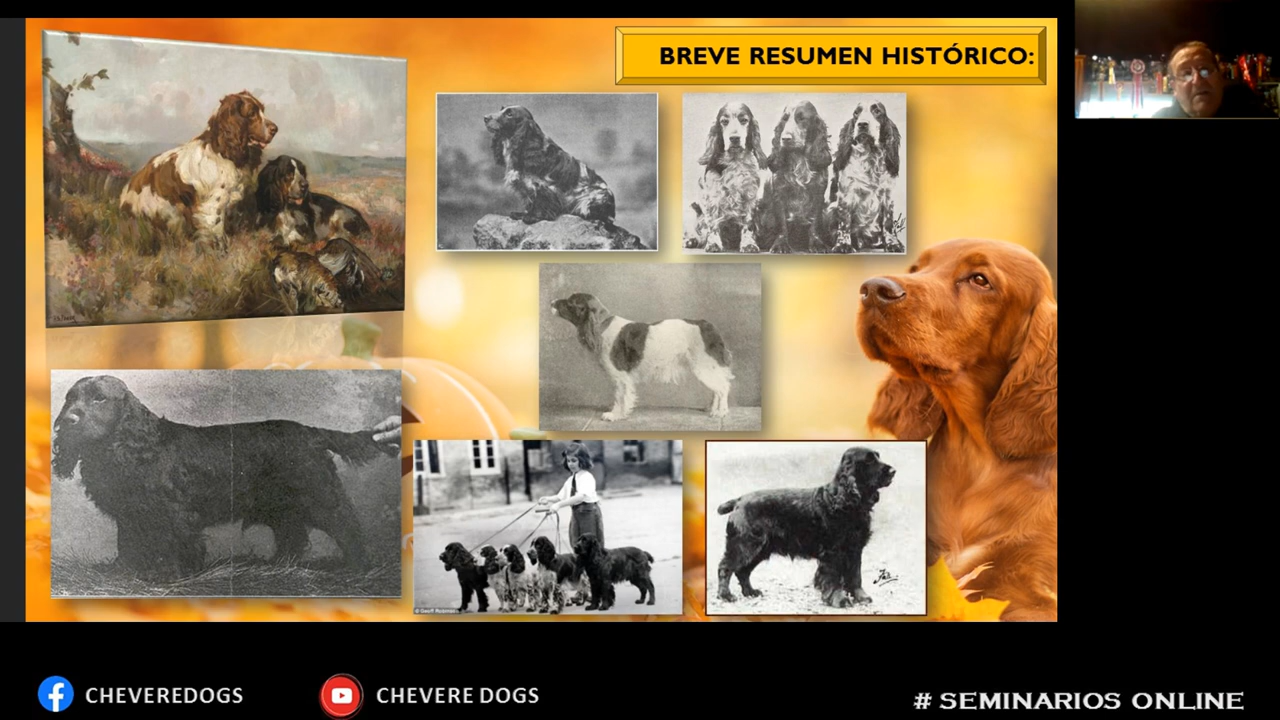 BREVE RESUMEN HISTÓRICO:
CHEVEREDOGS
CHEVERE DOGS
# SEMINARIOS ONLINE